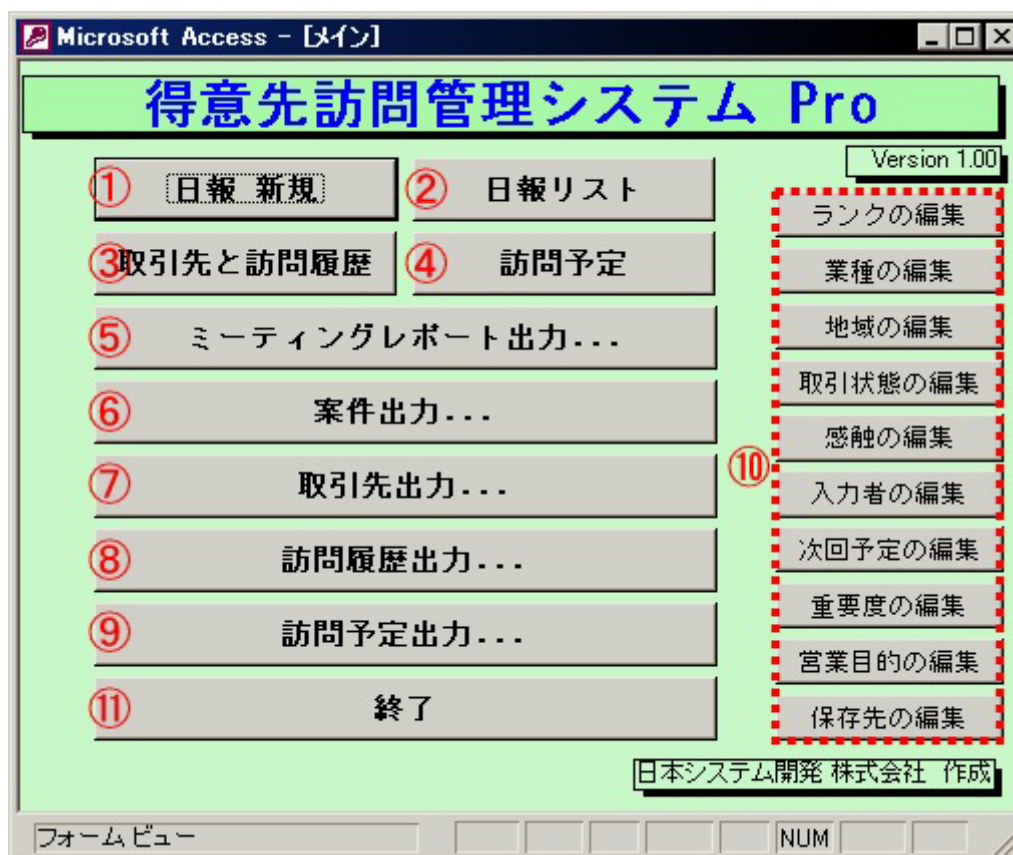 Microsoft Access - [メイン]
得意先訪問管理システム Pro
Version 1.00
① 日報 新規
② 日報リスト
③ 取引先と訪問履歴
④ 訪問予定
⑤ ミーティングレポート出力...
⑥ 案件出力...
⑦ 取引先出力...
⑧ 訪問履歴出力...
⑨ 訪問予定出力...
⑪ 終了
⑩
ランクの編集
業種の編集
地域の編集
取引状態の編集
感触の編集
入力者の編集
次回予定の編集
重要度の編集
営業目的の編集
保存先の編集
日本システム開発 株式会社 作成
フォーム ビュー
NUM